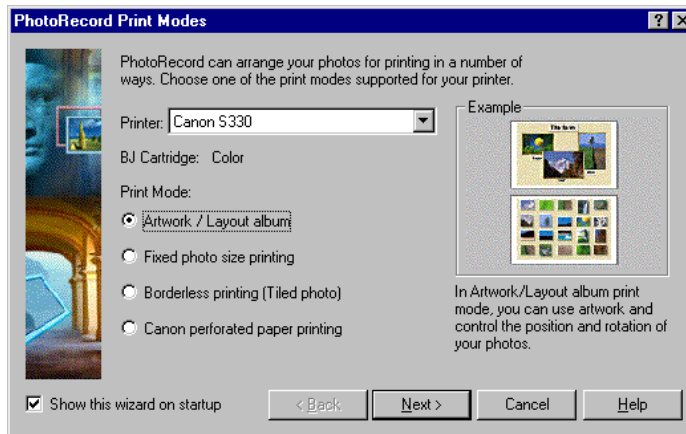 PhotoRecord Print Modes
PhotoRecord can arrange your photos for printing in a number of
ways. Choose one of the print modes supported for your printer.
Printer: Canon S330
BJ Cartridge: Color
Print Mode:
Artwork / Layout album
Fixed photo size printing
Borderless printing (Tiled photo)
Canon perforated paper printing
Example
The farm
In Artwork/Layout album print
mode, you can use artwork and
control the position and rotation of
your photos.
Show this wizard on startup
< Back
Next >
Cancel
Help